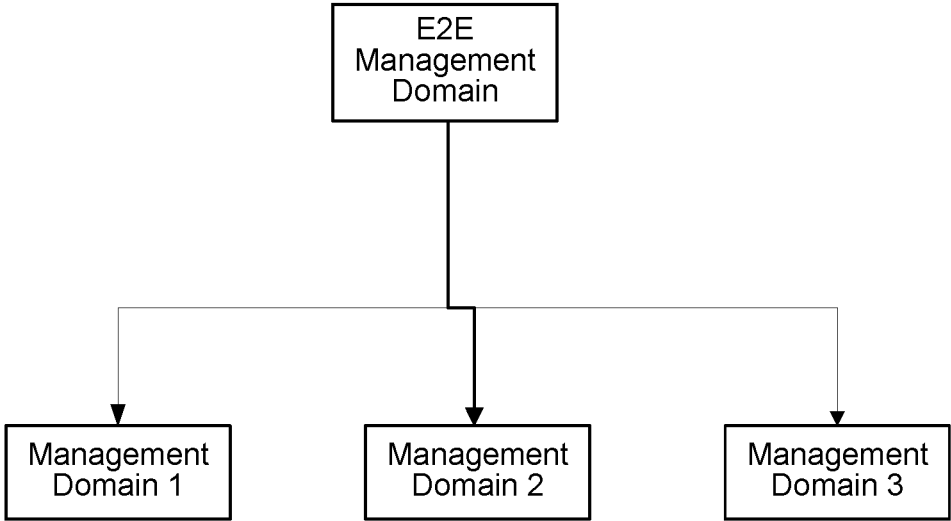 E2E
Management
Domain
Management
Domain 1
Management
Domain 2
Management
Domain 3